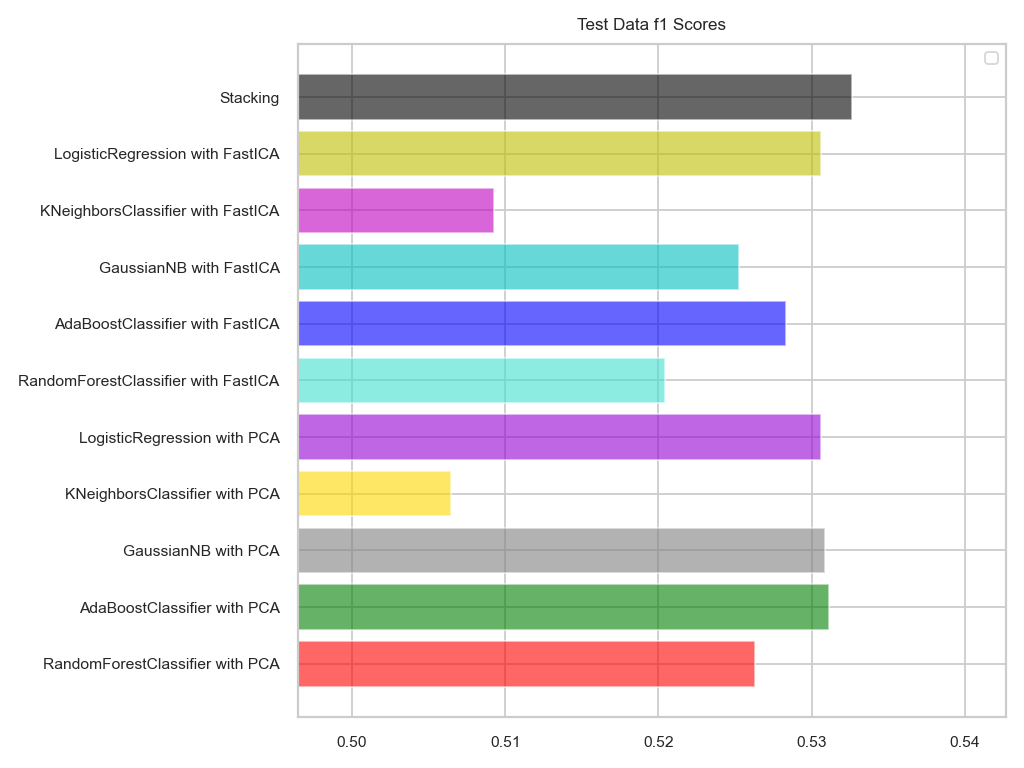 Test Data f1 Scores
Stacking
LogisticRegression with FastICA
KNeighborsClassifier with FastICA
GaussianNB with FastICA
AdaBoostClassifier with FastICA
RandomForestClassifier with FastICA
LogisticRegression with PCA
KNeighborsClassifier with PCA
GaussianNB with PCA
AdaBoostClassifier with PCA
RandomForestClassifier with PCA
0.50 0.51 0.52 0.53 0.54